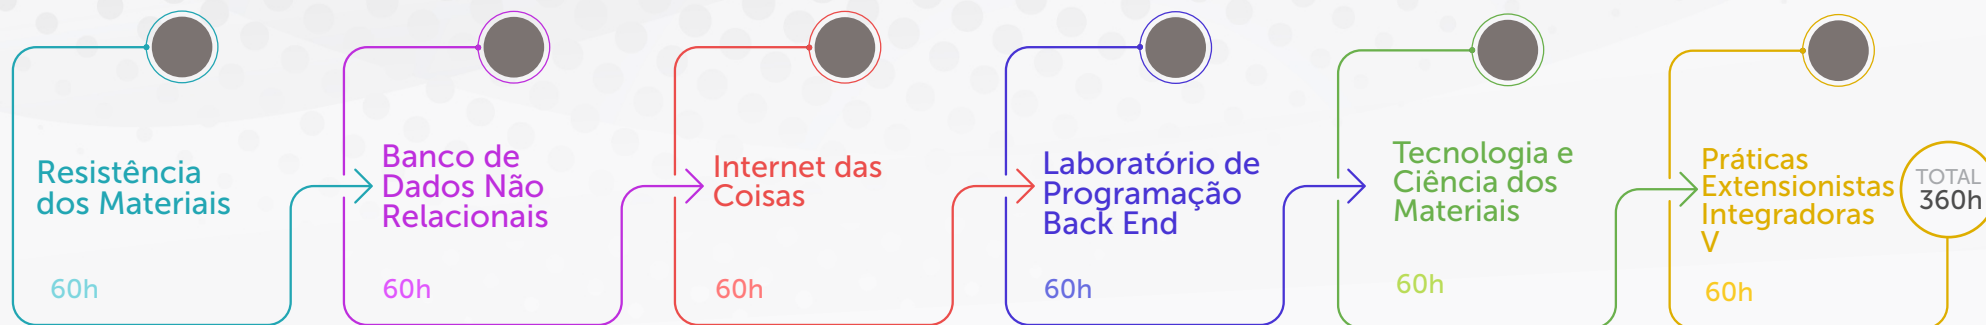 Resistência
dos Materiais
60h
Banco de
Dados Não
Relacionais
60h
Internet das
Coisas
60h
Laboratório de
Programação
Back End
60h
Tecnologia e
Ciência dos
Materiais
60h
Práticas
Extensionistas
Integradoras
V
60h
TOTAL
360h